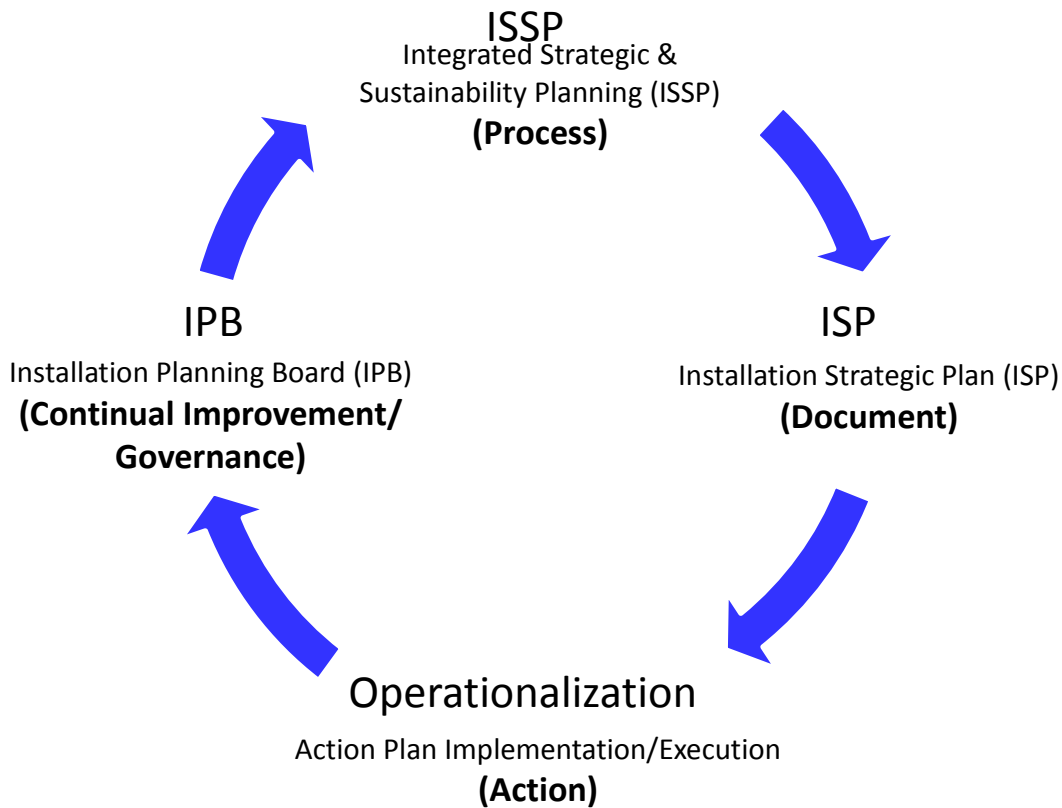 ISSP
Integrated Strategic &
Sustainability Planning (ISSP)
(Process)
IPB
Installation Planning Board (IPB)
(Continual Improvement/
Governance)
ISP
Installation Strategic Plan (ISP)
(Document)
Operationalization
Action Plan Implementation/Execution
(Action)